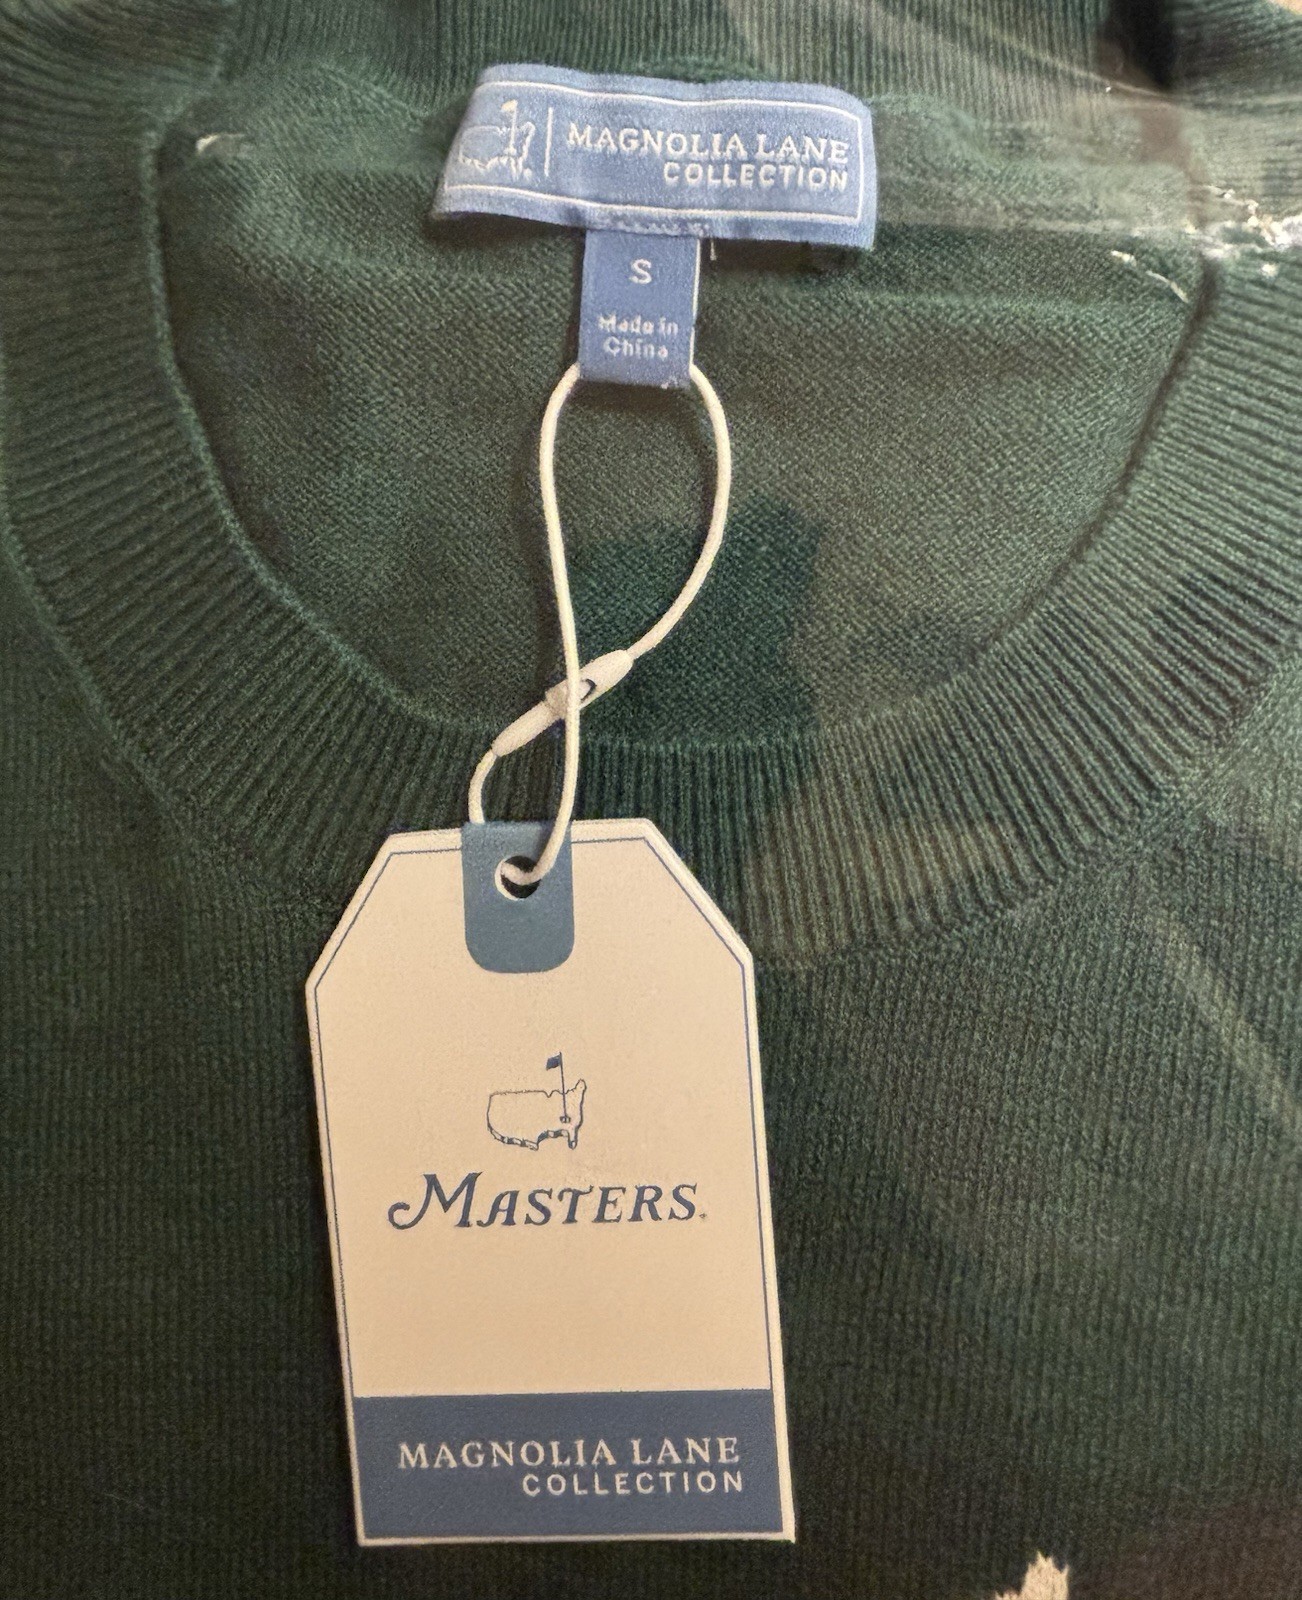 MAGNOLIA LANE
COLLECTION
S
Made in
China
MASTERS
MAGNOLIA LANE
COLLECTION